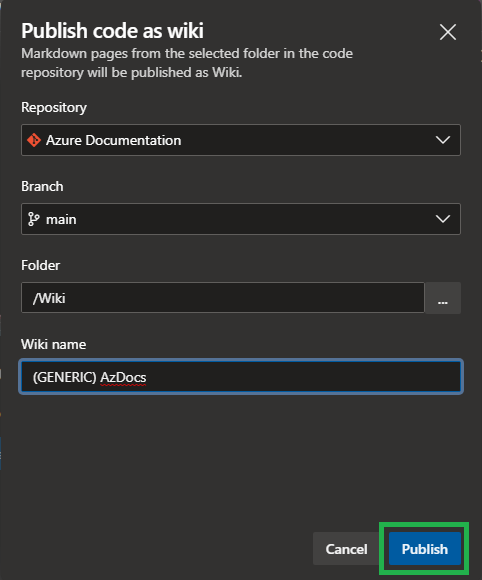 Publish code as wiki
Markdown pages from the selected folder in the code
repository will be published as Wiki.
Repository
Azure Documentation
Branch
main
Folder
/Wiki
...
Wiki name
(GENERIC) AzDocs
Cancel
Publish